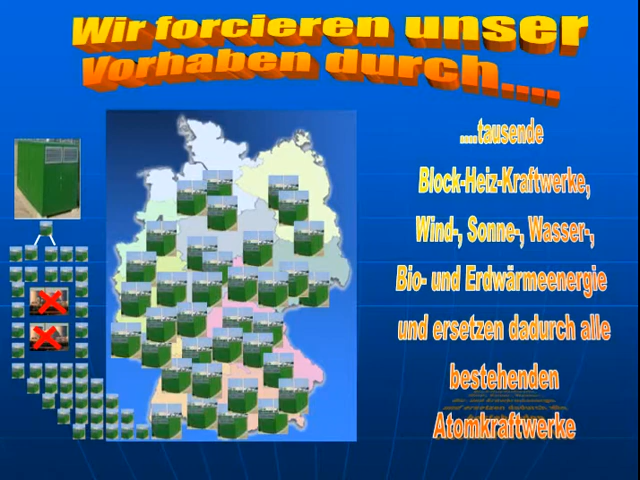 Wir forcieren unser
Vorhaben durch....
....tausende
Block-Heiz-Kraftwerke,
Wind-, Sonne-, Wasser-,
Bio- und Erdwärmeenergie
und ersetzen dadurch alle
bestehenden
Atomkraftwerke